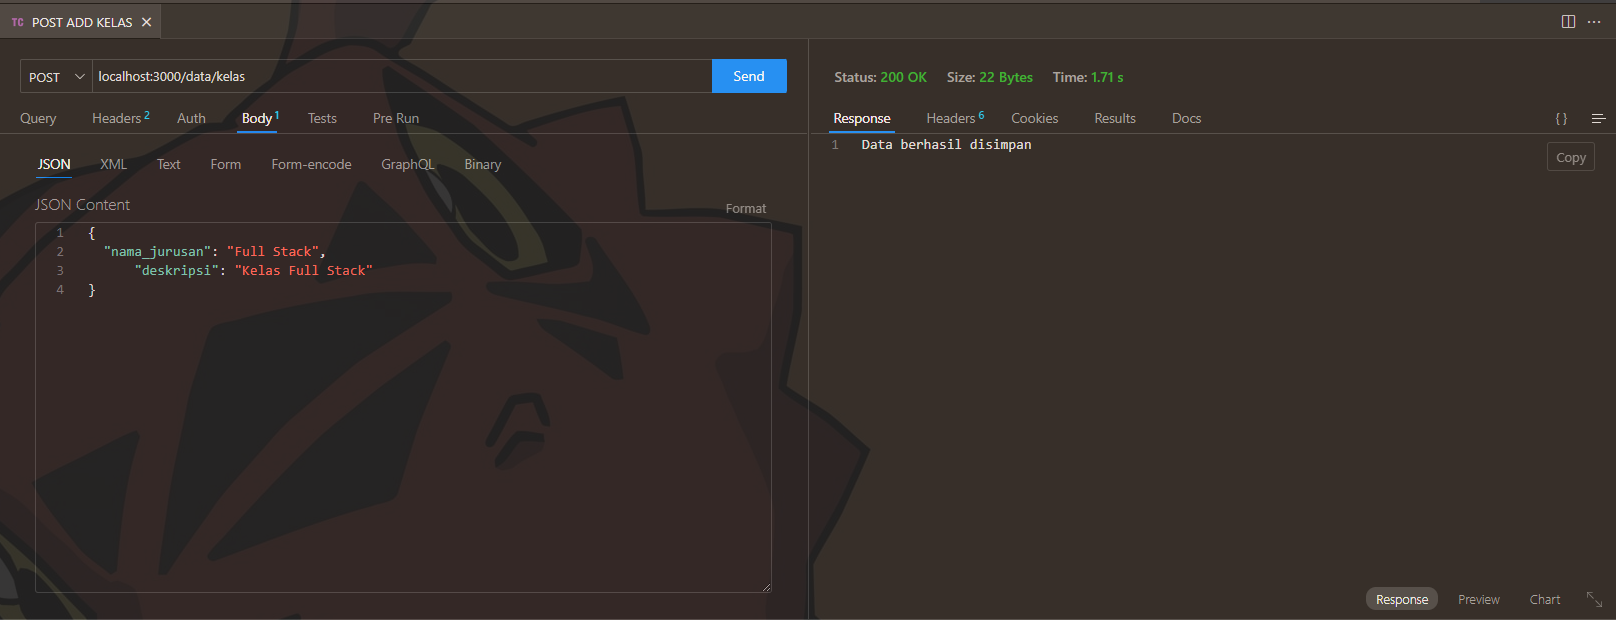 TC POST ADD KELAS
POST localhost:3000/data/kelas Send
Query Headers 2 Auth Body 1 Tests Pre Run
JSON XML Text Form Form-encode GraphQL Binary
JSON Content Format
1 {
2 "nama_jurusan": "Full Stack",
3 "deskripsi": "Kelas Full Stack"
4 }
Status: 200 OK Size: 22 Bytes Time: 1.71 s
Response Headers 6 Cookies Results Docs { }
1 Data berhasil disimpan
Copy
Response Preview Chart